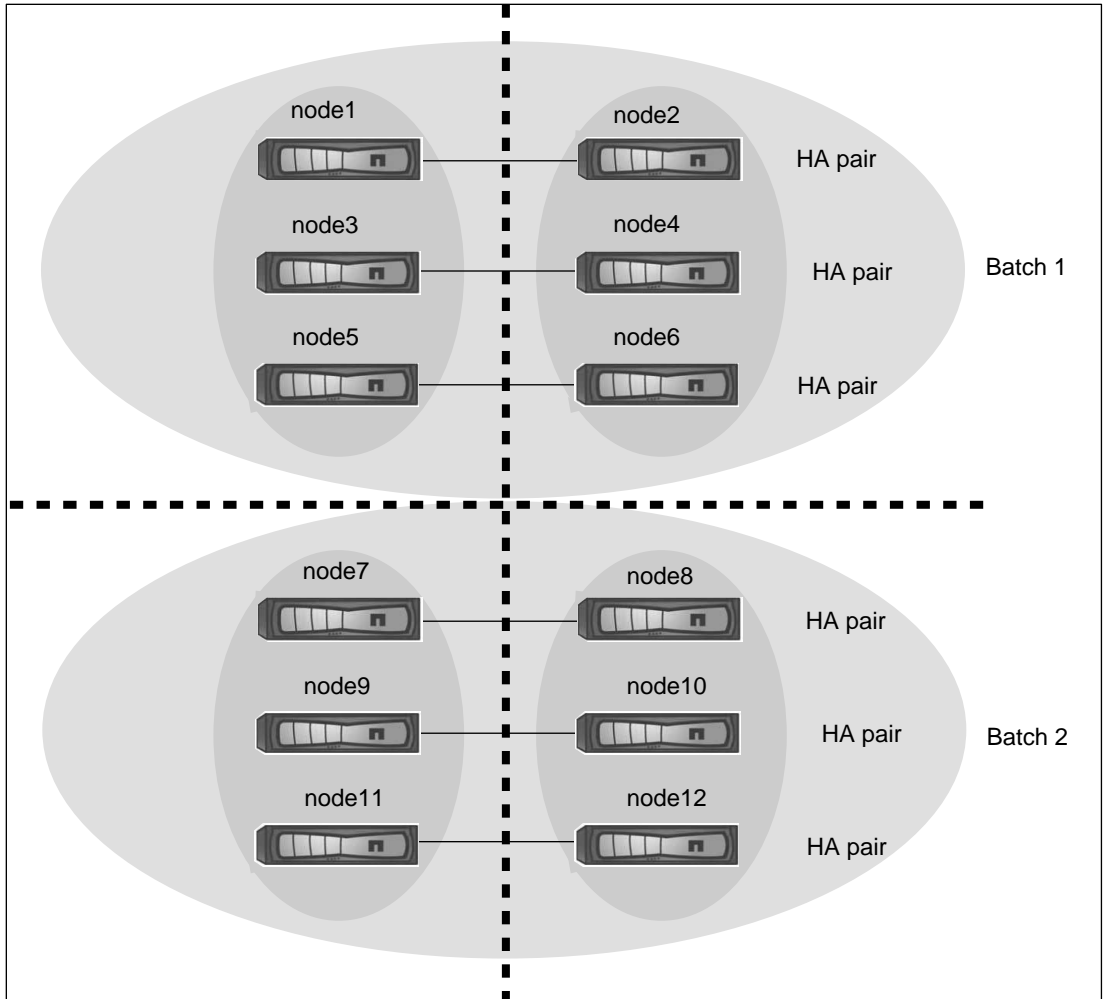 node1
node2
HA pair
node3
node4
HA pair
Batch 1
node5
node6
HA pair
node7
node8
HA pair
node9
node10
HA pair
Batch 2
node11
node12
HA pair